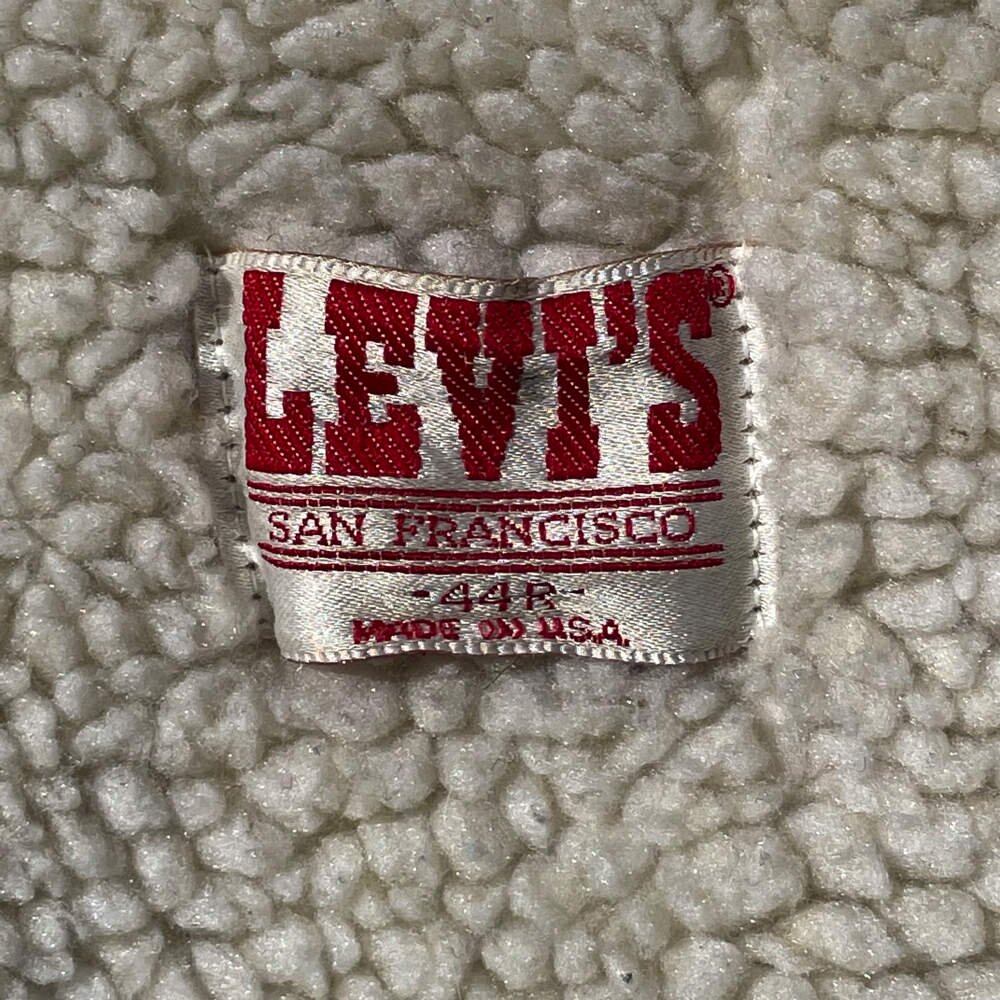 LEVI'S®
SAN FRANCISCO
-44R-
MADE IN U.S.A.